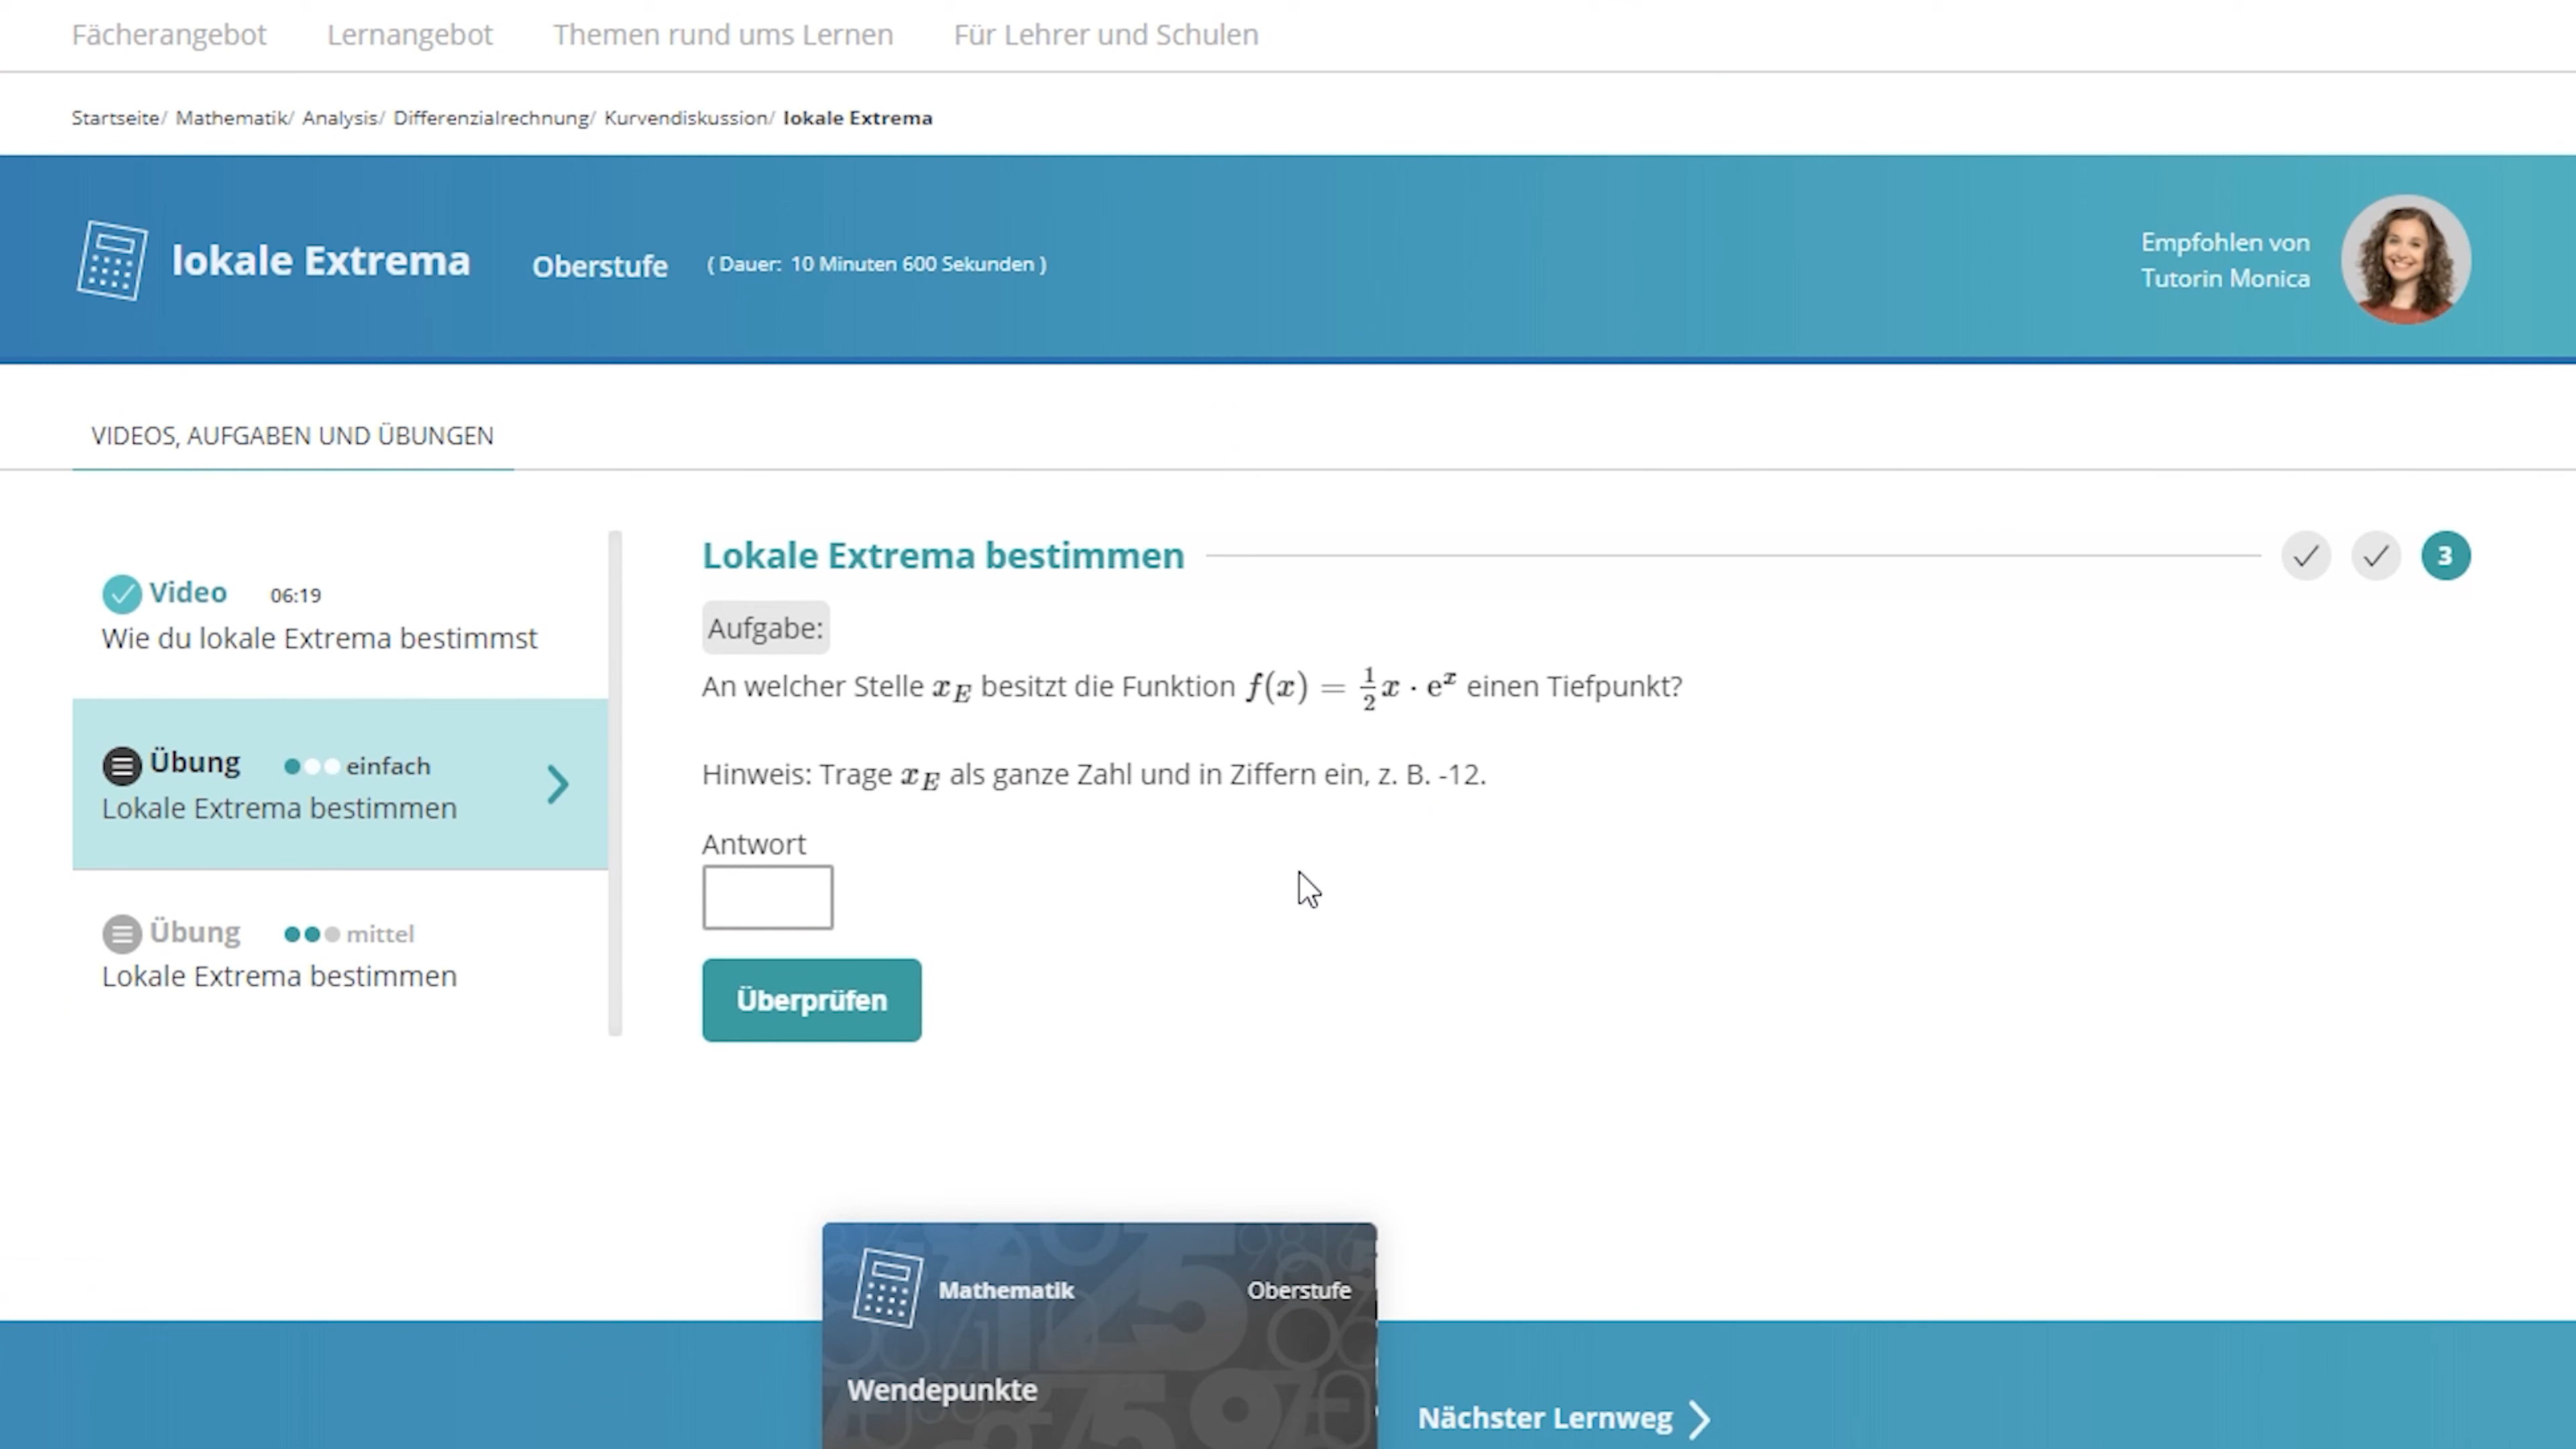 Fächerangebot Lernangebot Themen rund ums Lernen Für Lehrer und Schulen
Startseite/ Mathematik/ Analysis/ Differenzialrechnung/ Kurvendiskussion/ lokale Extrema
lokale Extrema Oberstufe ( Dauer: 10 Minuten 600 Sekunden )
Empfohlen von
Tutorin Monica
VIDEOS, AUFGABEN UND ÜBUNGEN
Video 06:19
Wie du lokale Extrema bestimmst
Übung einfach
Lokale Extrema bestimmen
Übung mittel
Lokale Extrema bestimmen
Lokale Extrema bestimmen 3
Aufgabe:
An welcher Stelle x_E besitzt die Funktion f(x) = 1/2 x · e^x einen Tiefpunkt?
Hinweis: Trage x_E als ganze Zahl und in Ziffern ein, z. B. -12.
Antwort
Überprüfen
Mathematik Oberstufe
Wendepunkte
Nächster Lernweg